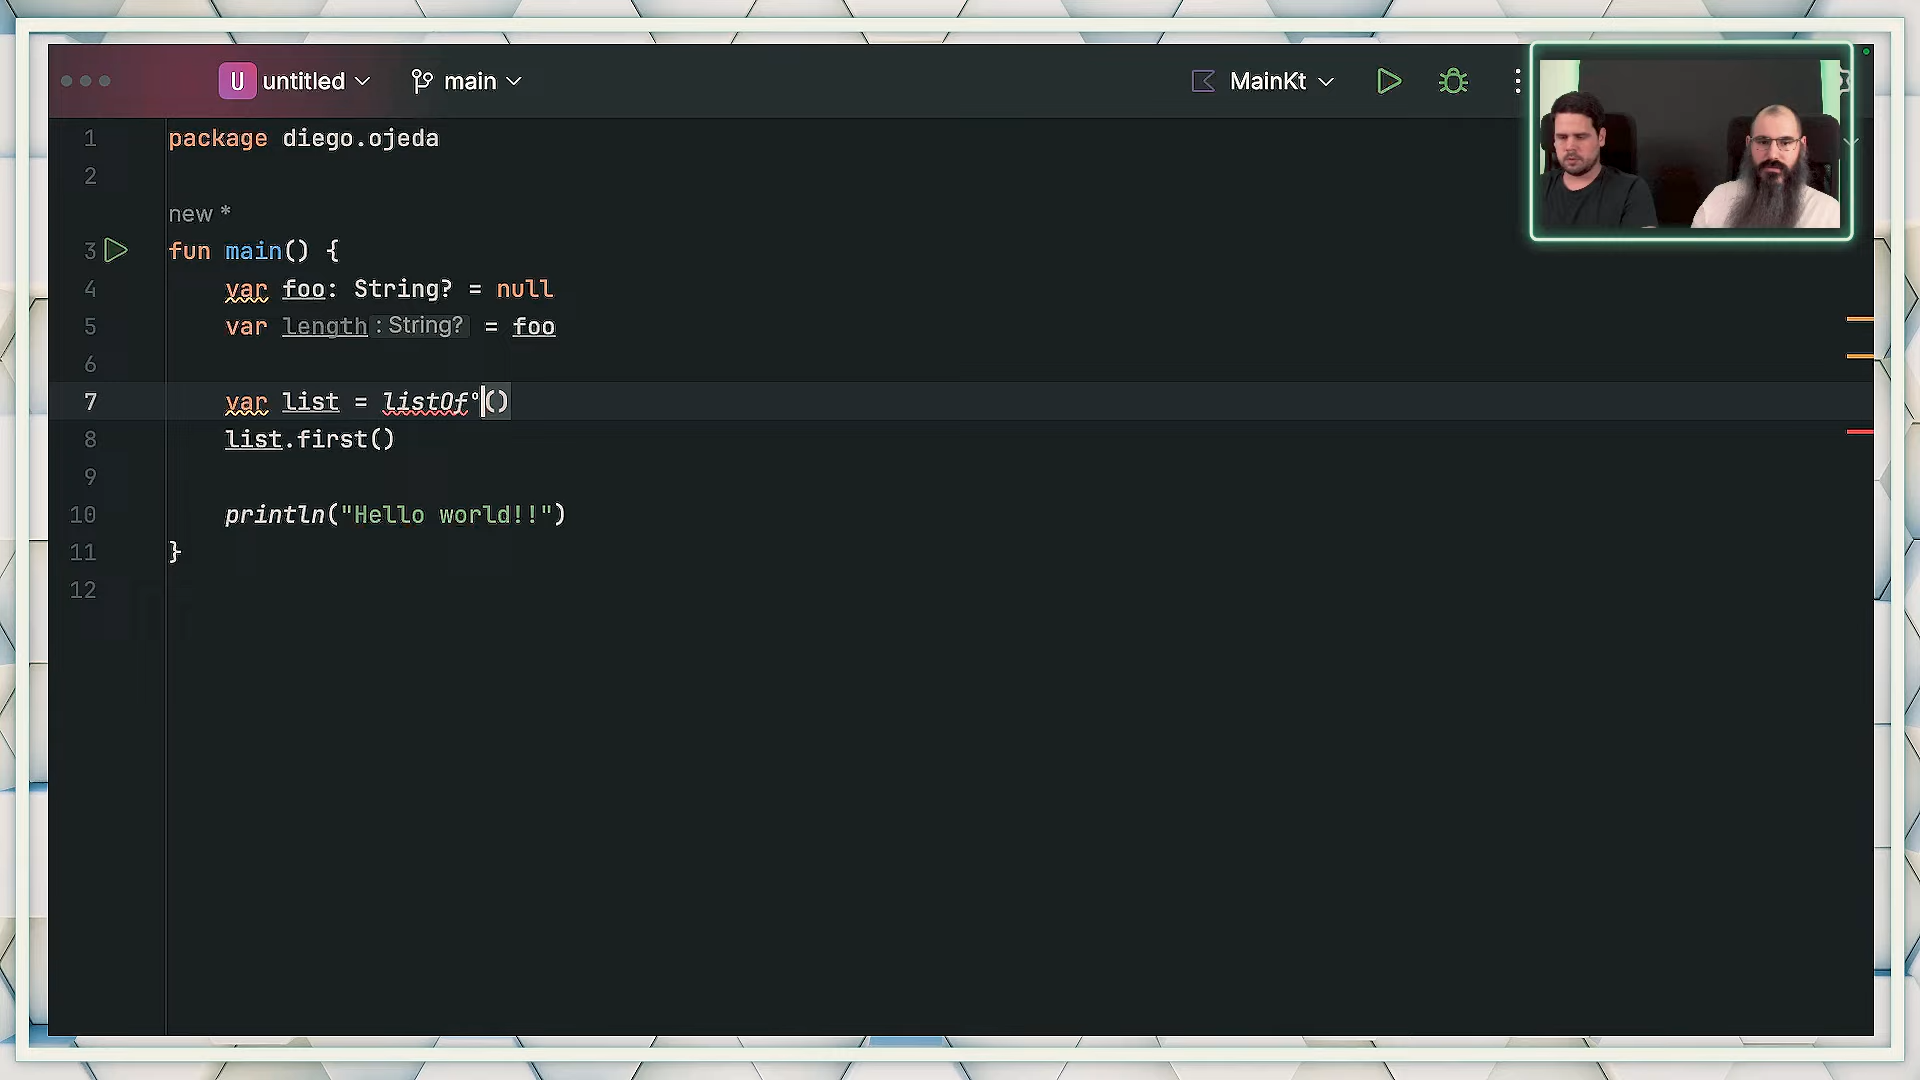 U untitled main MainKt
1 package diego.ojeda
2
new *
3 fun main() {
4 var foo: String? = null
5 var length: String? = foo
6
7 var list = listOfº()
8 list.first()
9
10 println("Hello world!!")
11 }
12